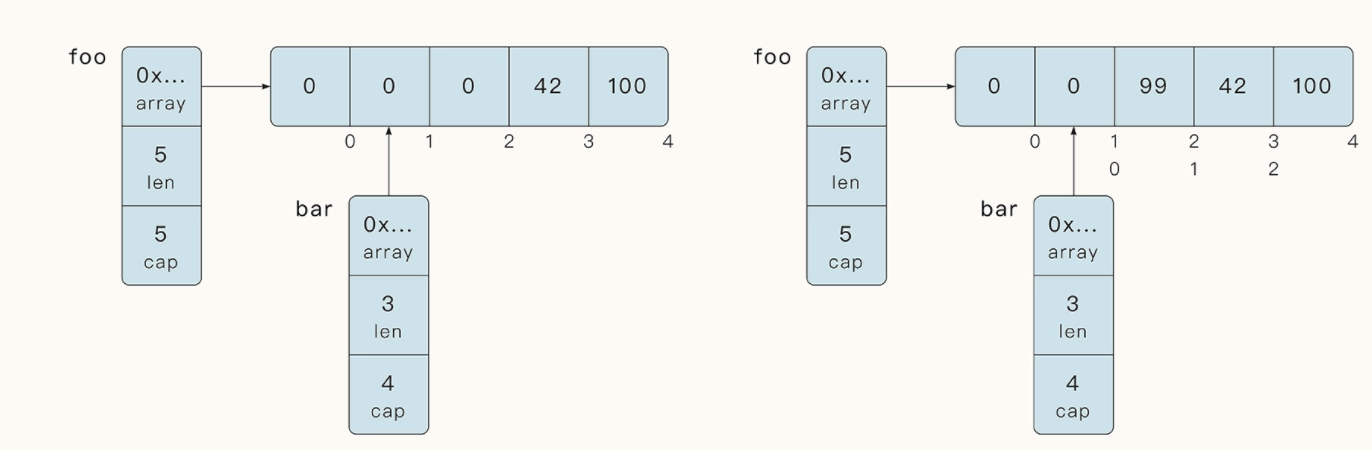 foo
0x...
array
5
len
5
cap
0 0 0 42 100
0 1 2 3 4
bar
0x...
array
3
len
4
cap
foo
0x...
array
5
len
5
cap
0 0 99 42 100
0 1 2 3 4
0 1 2
bar
0x...
array
3
len
4
cap